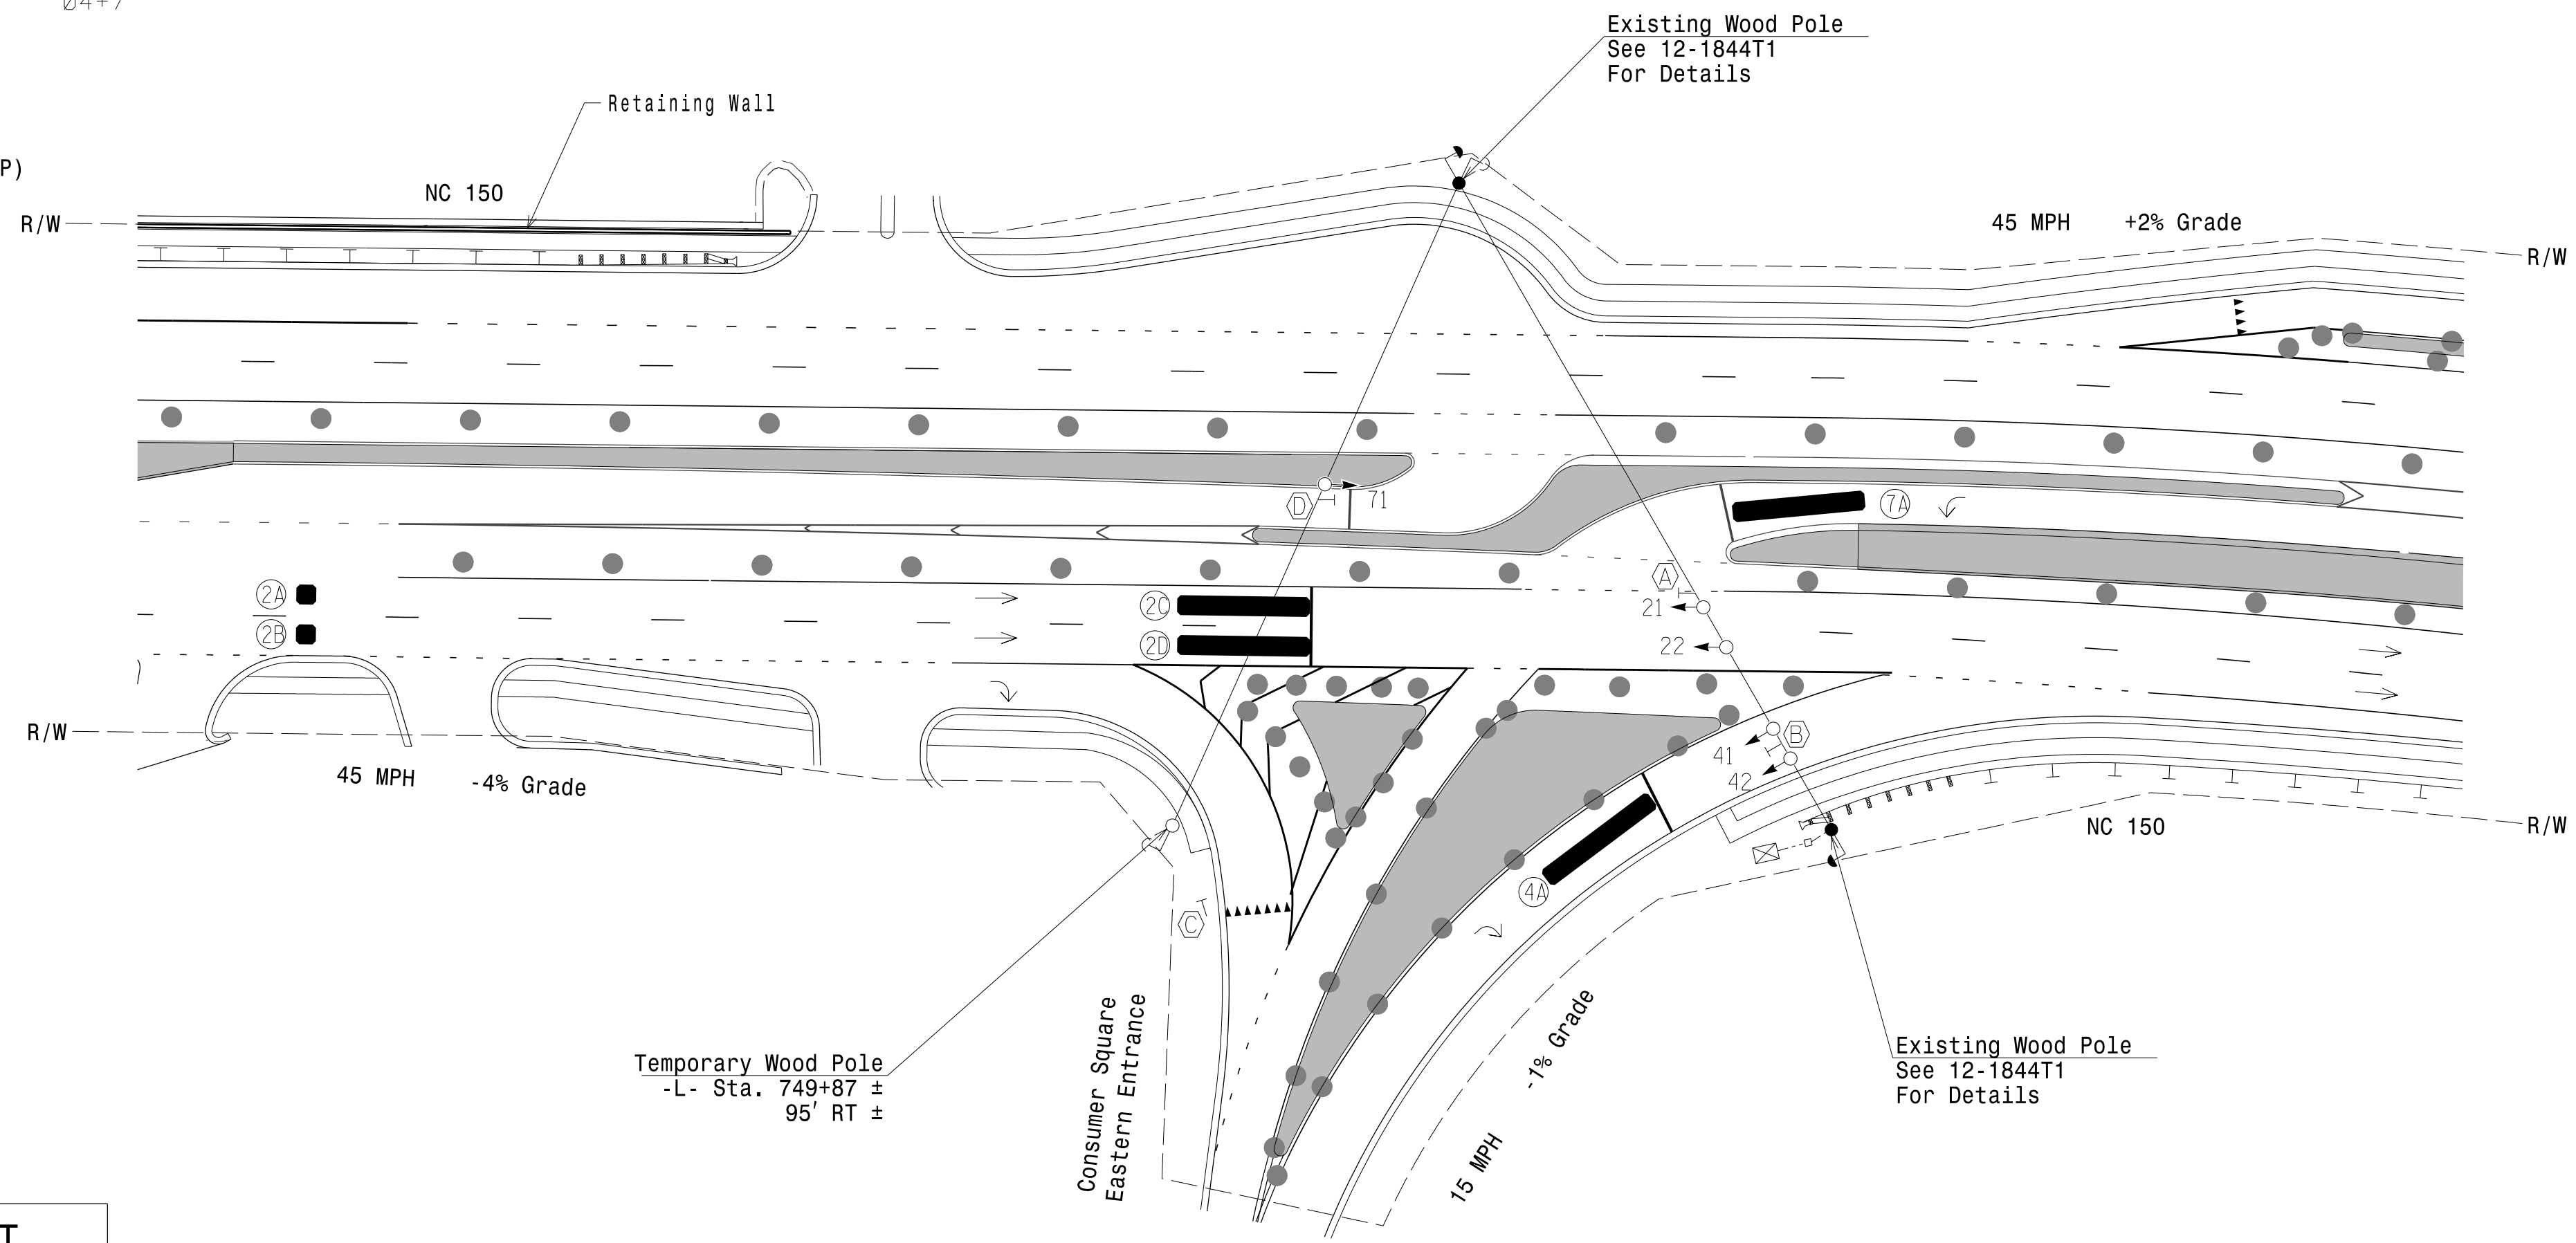 Ø4+7
Existing Wood Pole
See 12-1844T1
For Details
Retaining Wall
P)
NC 150
R/W
45 MPH +2% Grade
R/W
D
71
7A
A
2A
21
2C
2B
22
2D
R/W
B
41
42
45 MPH -4% Grade
NC 150
R/W
4A
C
Consumer Square
Eastern Entrance
-1% Grade
15 MPH
Temporary Wood Pole
-L- Sta. 749+87 ±
95' RT ±
Existing Wood Pole
See 12-1844T1
For Details
T